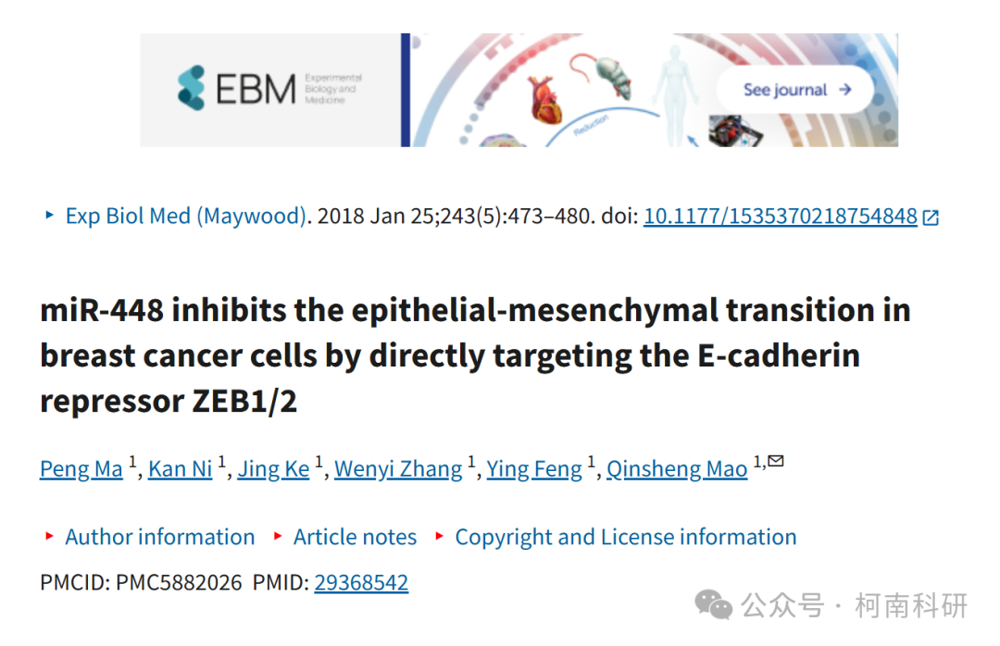 EBM
Experimental
Biology and
Medicine
Reduction
See journal →
Exp Biol Med (Maywood). 2018 Jan 25;243(5):473–480. doi: 10.1177/1535370218754848
miR-448 inhibits the epithelial-mesenchymal transition in
breast cancer cells by directly targeting the E-cadherin
repressor ZEB1/2
Peng Ma 1, Kan Ni 1, Jing Ke 1, Wenyi Zhang 1, Ying Feng 1, Qinsheng Mao 1,✉
Author information Article notes Copyright and License information
PMCID: PMC5882026 PMID: 29368542
公众号 · 柯南科研